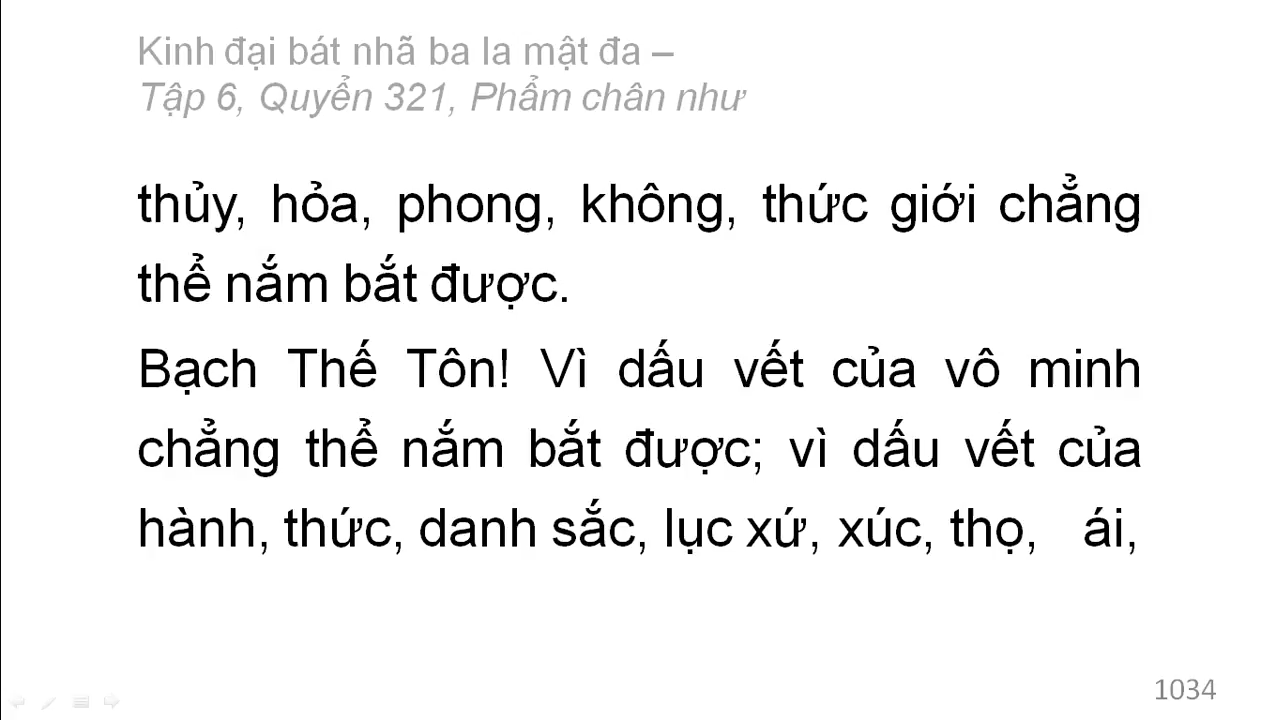 Kinh đại bát nhã ba la mật đa –
Tập 6, Quyển 321, Phẩm chân như
thủy, hỏa, phong, không, thức giới chẳng
thể nắm bắt được.
Bạch Thế Tôn! Vì dấu vết của vô minh
chẳng thể nắm bắt được; vì dấu vết của
hành, thức, danh sắc, lục xứ, xúc, thọ, ái,
1034